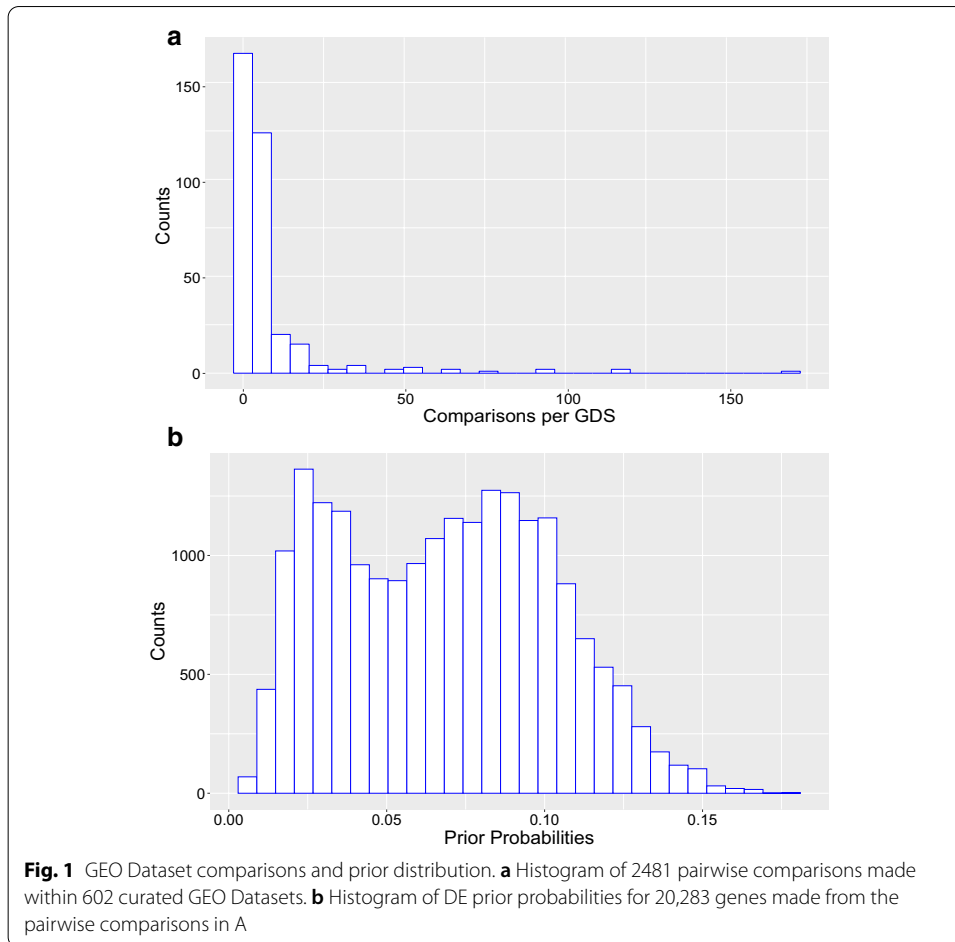 a
150
100
50
0
Counts
0 50 100 150
Comparisons per GDS
b
1000
500
0
Counts
0.00 0.05 0.10 0.15
Prior Probabilities
Fig. 1 GEO Dataset comparisons and prior distribution. a Histogram of 2481 pairwise comparisons made
within 602 curated GEO Datasets. b Histogram of DE prior probabilities for 20,283 genes made from the
pairwise comparisons in A